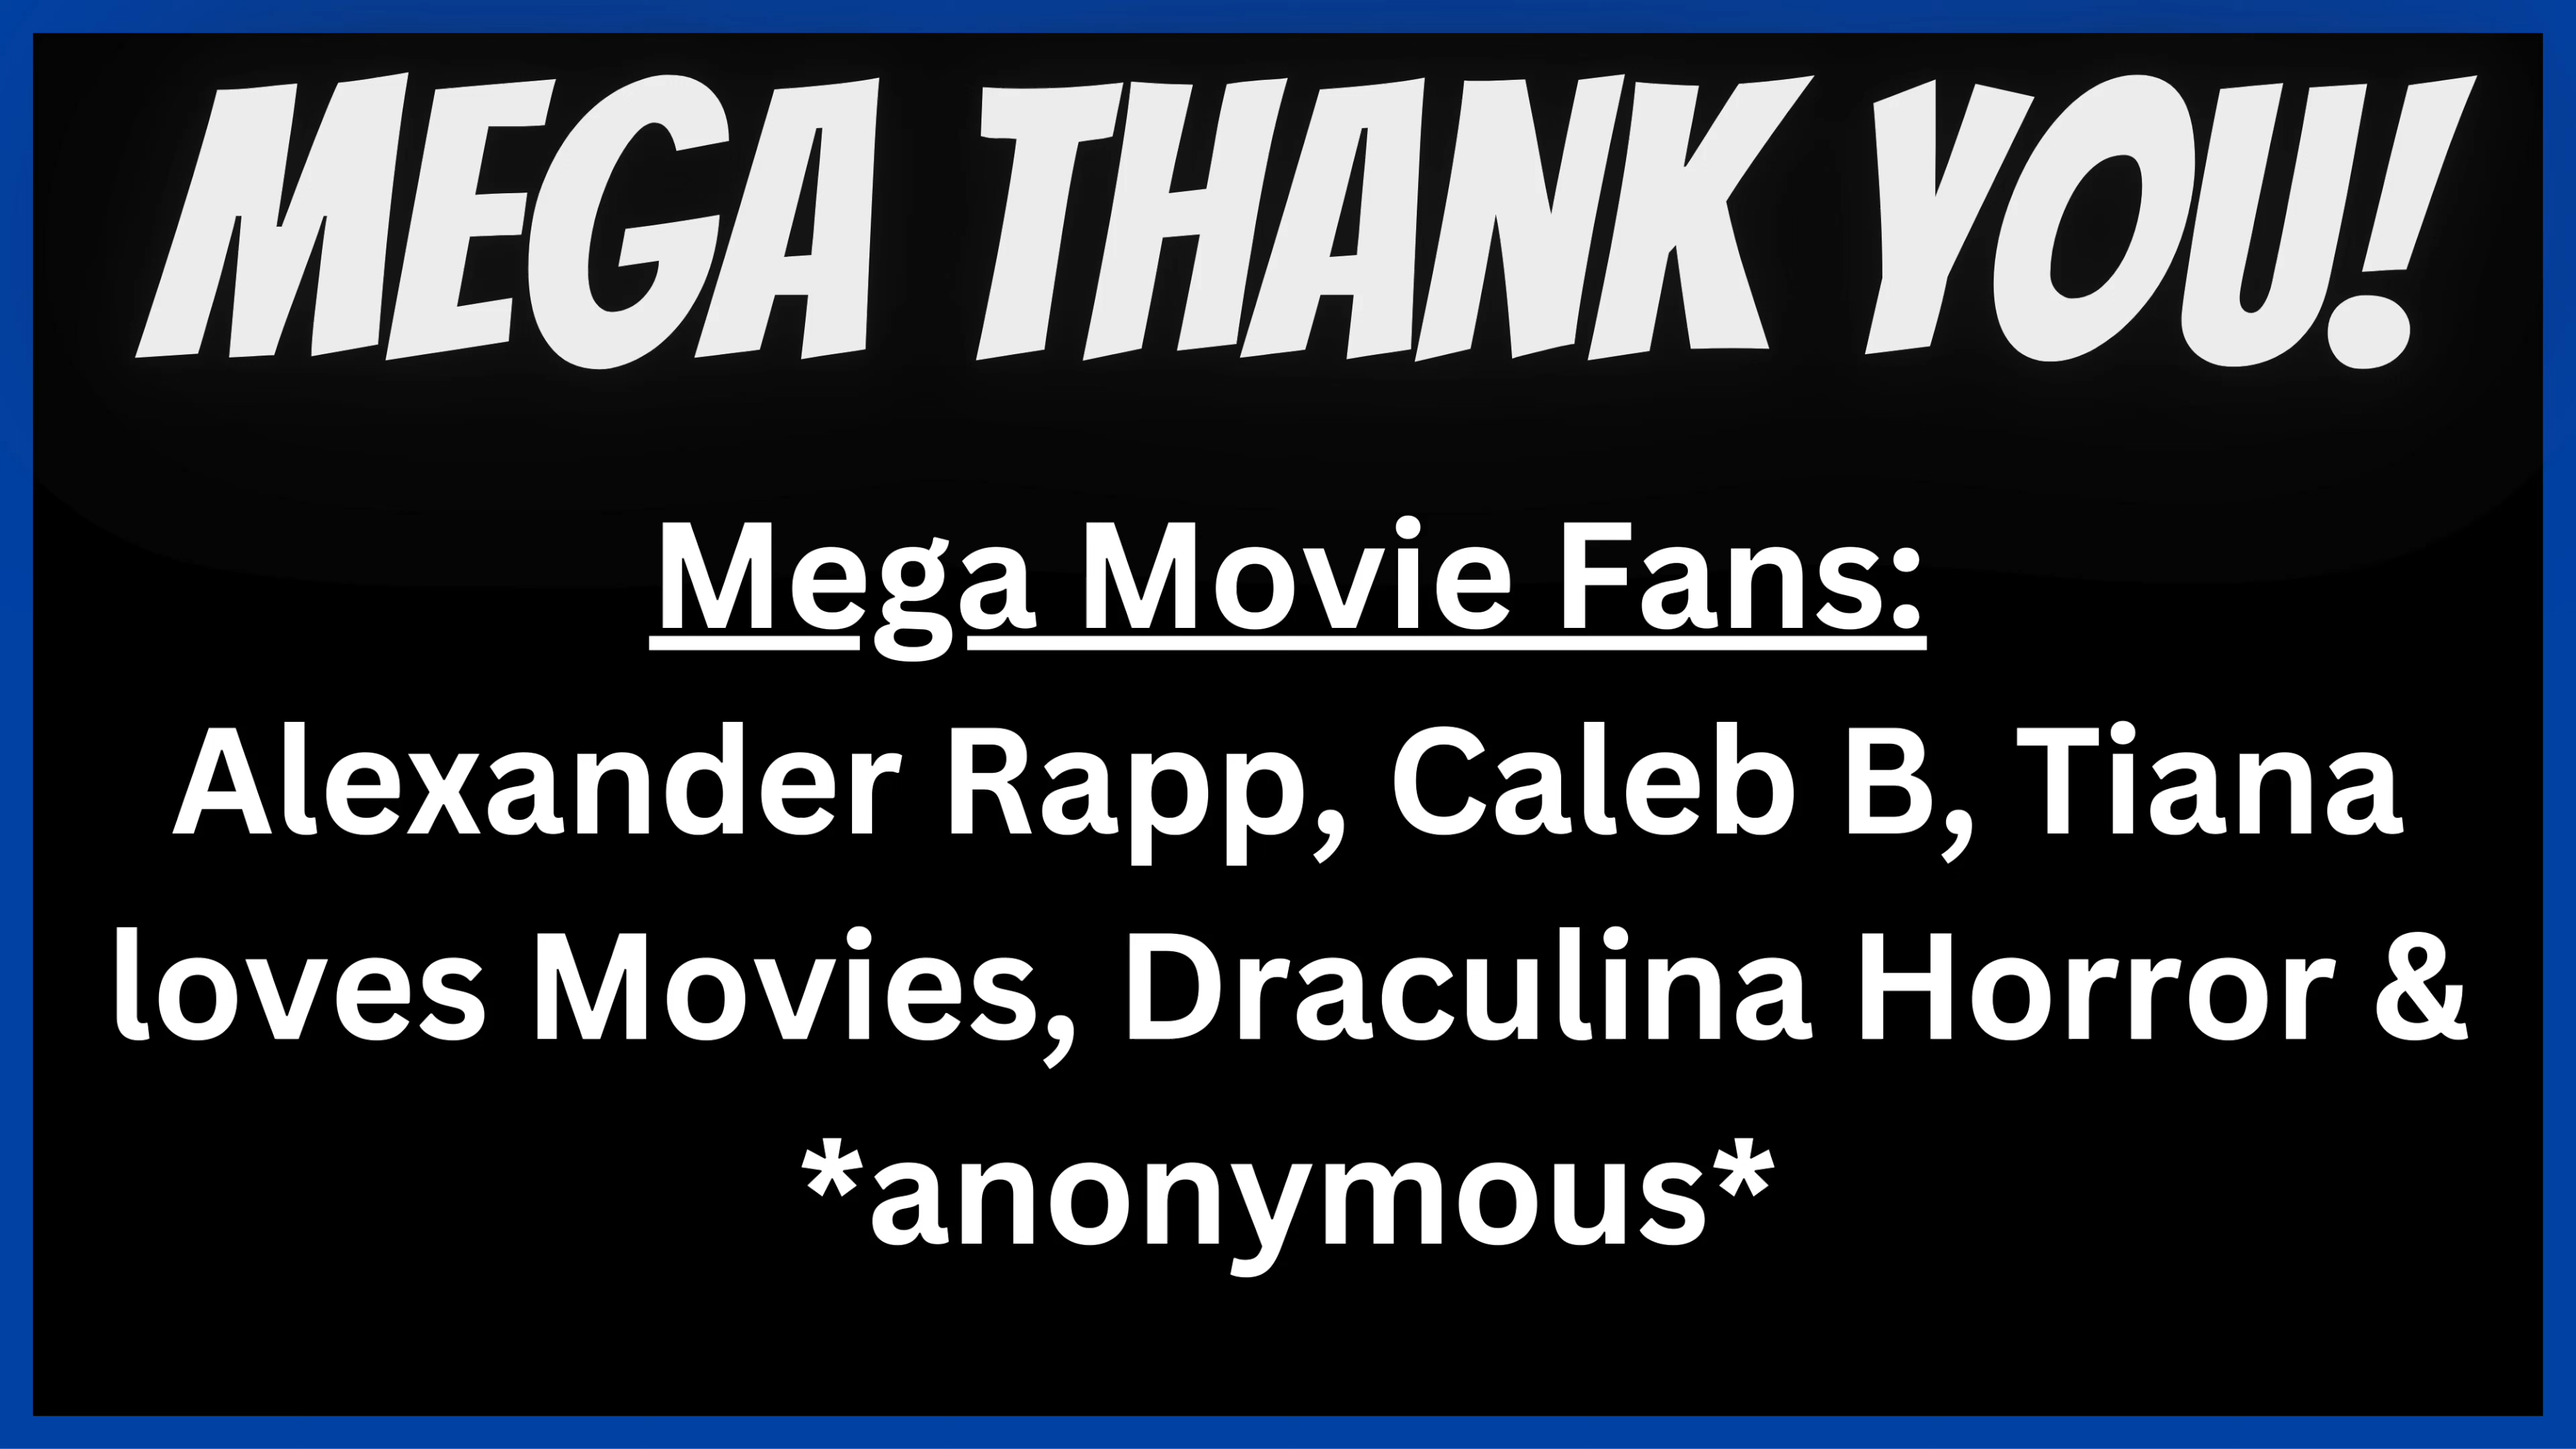 MEGA THANK YOU!
Mega Movie Fans:
Alexander Rapp, Caleb B, Tiana
loves Movies, Draculina Horror &
*anonymous*